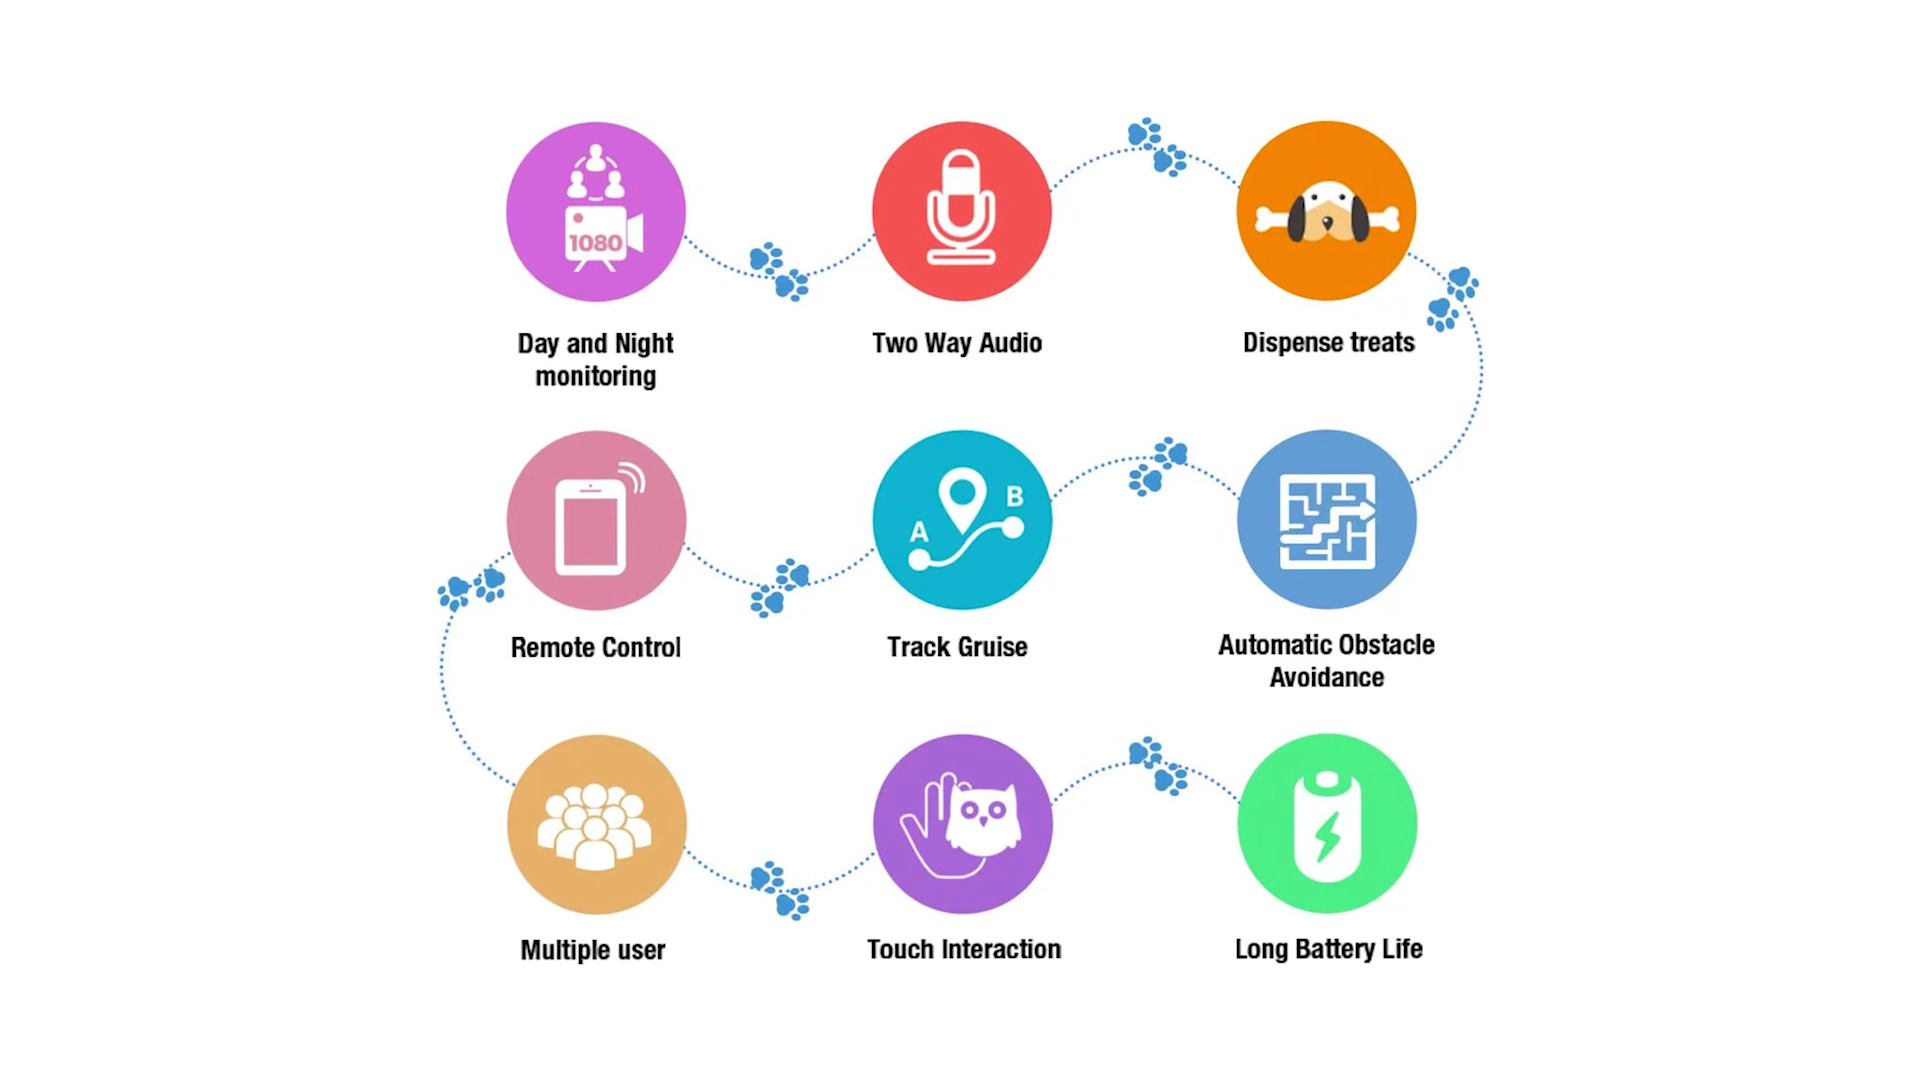 1080
Day and Night
monitoring
Two Way Audio
Dispense treats
Remote Control
A
B
Track Gruise
Automatic Obstacle
Avoidance
Multiple user
Touch Interaction
Long Battery Life